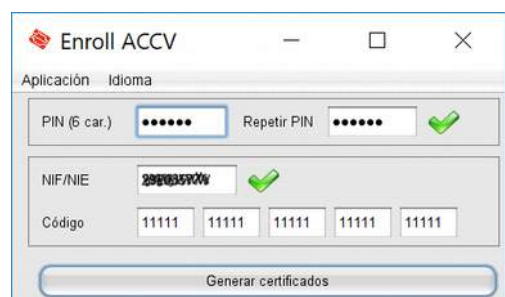 Enroll ACCV
Aplicación Idioma
PIN (6 car.) •••••• Repetir PIN ••••••
NIF/NIE
Código 11111 11111 11111 11111 11111
Generar certificados